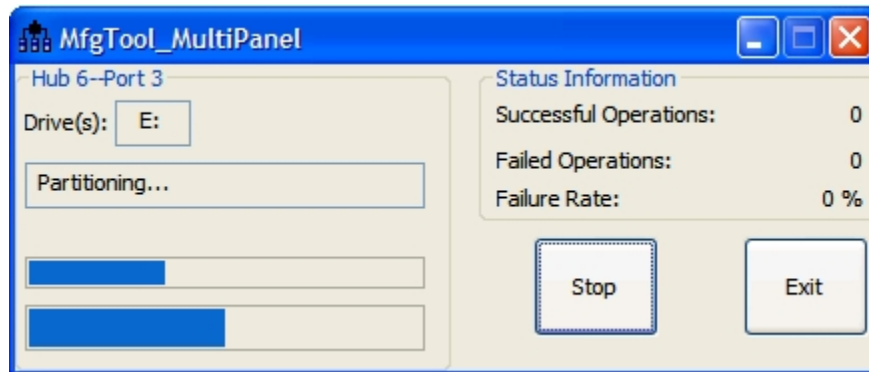 MfgTool_MultiPanel
Hub 6--Port 3
Drive(s): E:
Partitioning...
Status Information
Successful Operations: 0
Failed Operations: 0
Failure Rate: 0 %
Stop
Exit